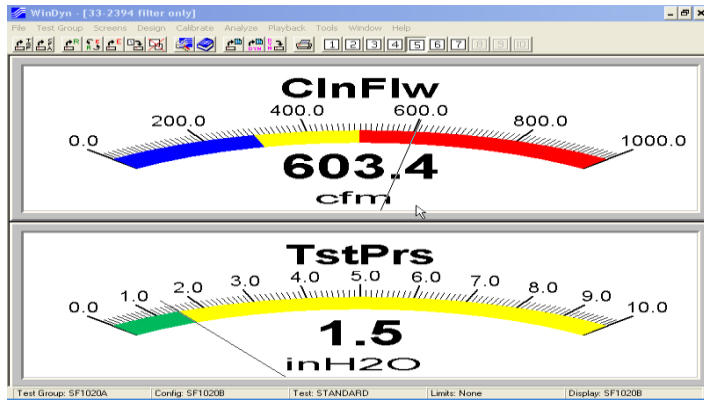 WinDyn - [33-2394 filter only]
File Test Group Screens Design Calibrate Analyze Playback Tools Window Help
1 2 3 4 5 6 7 8 9 10
ClnFlw
0.0 200.0 400.0 600.0 800.0 1000.0
603.4
cfm
TstPrs
0.0 1.0 2.0 3.0 4.0 5.0 6.0 7.0 8.0 9.0 10.0
1.5
inH2O
Test Group: SF1020A Config: SF1020B Test: STANDARD Limits: None Display: SF1020B